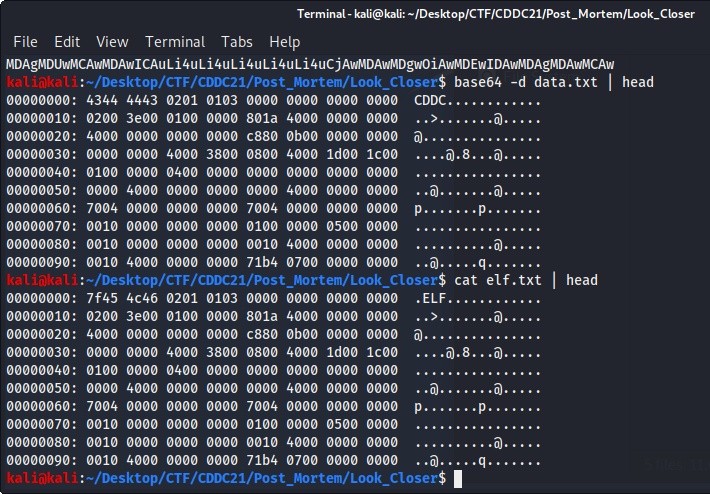 Terminal - kali@kali: ~/Desktop/CTF/CDDC21/Post_Mortem/Look_Closer
File Edit View Terminal Tabs Help
MDAgMDUwMCAwMDAwICAuLi4uLi4uLi4uLi4uLi4uCjAwMDAwMDgwOiAwMDEwIDAwMDAgMDAwMCAw
kali@kali:~/Desktop/CTF/CDDC21/Post_Mortem/Look_Closer$ base64 -d data.txt | head
00000000: 4344 4443 0201 0103 0000 0000 0000 0000  CDDC............
00000010: 0200 3e00 0100 0000 801a 4000 0000 0000  ..>.......@.....
00000020: 4000 0000 0000 0000 c880 0b00 0000 0000  @...............
00000030: 0000 0000 4000 3800 0800 4000 1d00 1c00  ....@.8...@.....
00000040: 0100 0000 0400 0000 0000 0000 0000 0000  ................
00000050: 0000 4000 0000 0000 0000 4000 0000 0000  ..@.......@.....
00000060: 7004 0000 0000 0000 7004 0000 0000 0000  p.......p.......
00000070: 0010 0000 0000 0000 0100 0000 0500 0000  ................
00000080: 0010 0000 0000 0000 0010 4000 0000 0000  ..........@.....
00000090: 0010 4000 0000 0000 71b4 0700 0000 0000  ..@.....q.......
kali@kali:~/Desktop/CTF/CDDC21/Post_Mortem/Look_Closer$ cat elf.txt | head
00000000: 7f45 4c46 0201 0103 0000 0000 0000 0000  .ELF............
00000010: 0200 3e00 0100 0000 801a 4000 0000 0000  ..>.......@.....
00000020: 4000 0000 0000 0000 c880 0b00 0000 0000  @...............
00000030: 0000 0000 4000 3800 0800 4000 1d00 1c00  ....@.8...@.....
00000040: 0100 0000 0400 0000 0000 0000 0000 0000  ................
00000050: 0000 4000 0000 0000 0000 4000 0000 0000  ..@.......@.....
00000060: 7004 0000 0000 0000 7004 0000 0000 0000  p.......p.......
00000070: 0010 0000 0000 0000 0100 0000 0500 0000  ................
00000080: 0010 0000 0000 0000 0010 4000 0000 0000  ..........@.....
00000090: 0010 4000 0000 0000 71b4 0700 0000 0000  ..@.....q.......
kali@kali:~/Desktop/CTF/CDDC21/Post_Mortem/Look_Closer$